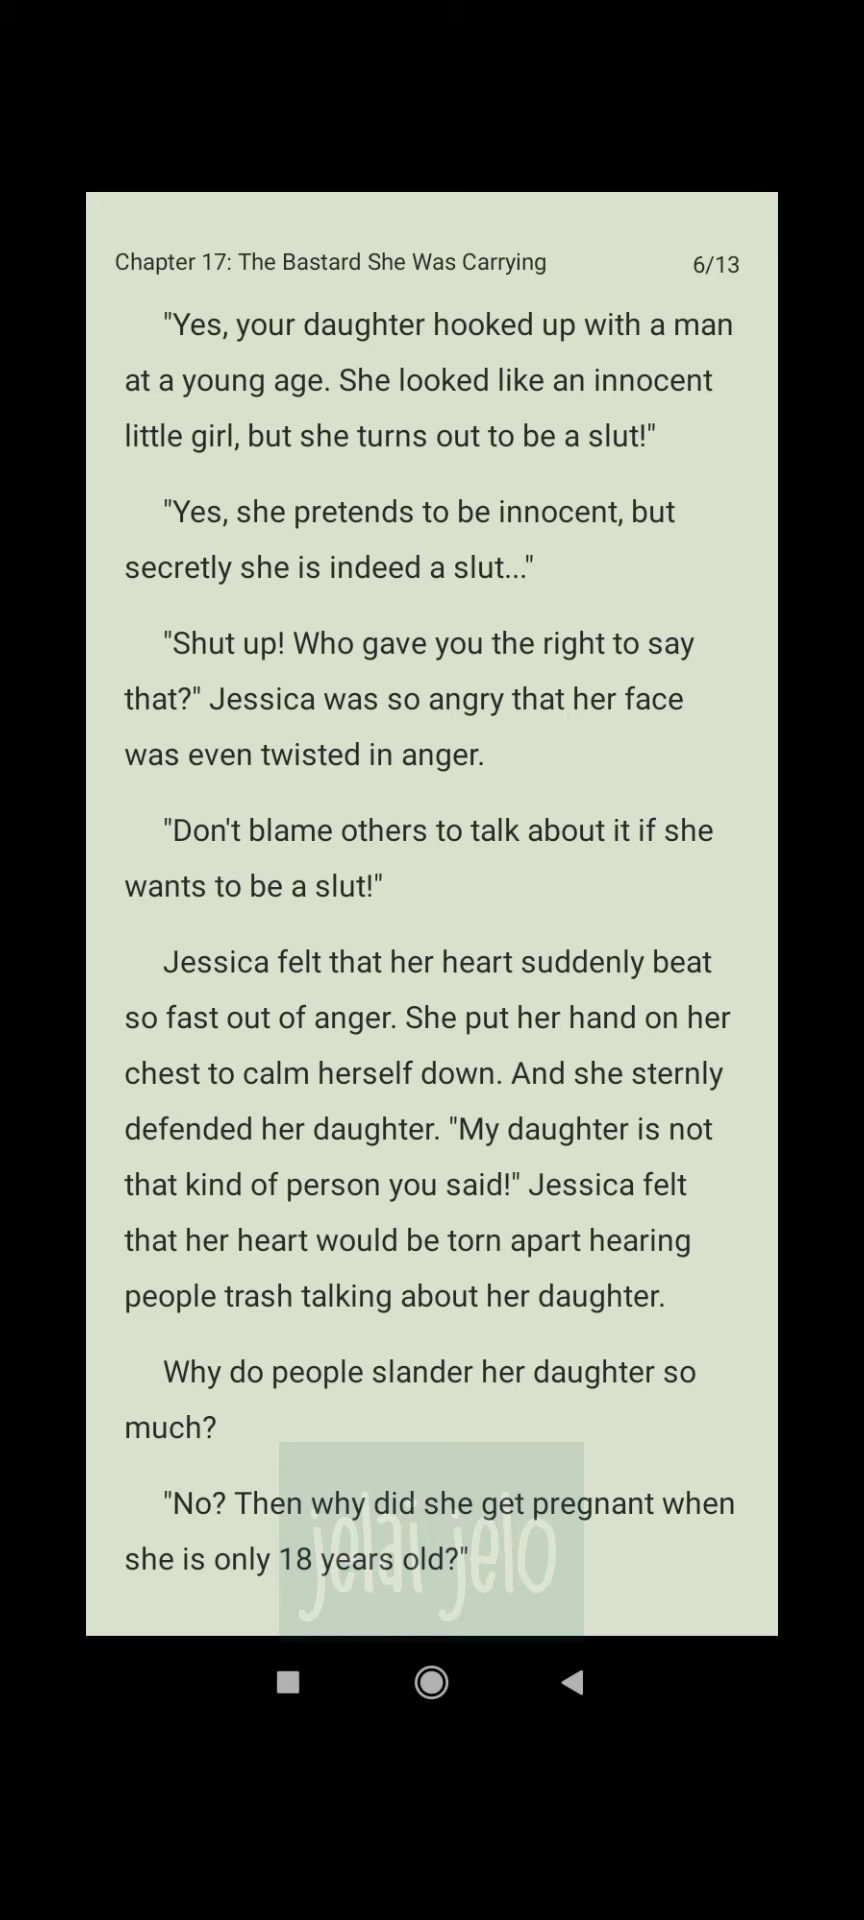 Chapter 17: The Bastard She Was Carrying 6/13
"Yes, your daughter hooked up with a man
at a young age. She looked like an innocent
little girl, but she turns out to be a slut!"
"Yes, she pretends to be innocent, but
secretly she is indeed a slut..."
"Shut up! Who gave you the right to say
that?" Jessica was so angry that her face
was even twisted in anger.
"Don't blame others to talk about it if she
wants to be a slut!"
Jessica felt that her heart suddenly beat
so fast out of anger. She put her hand on her
chest to calm herself down. And she sternly
defended her daughter. "My daughter is not
that kind of person you said!" Jessica felt
that her heart would be torn apart hearing
people trash talking about her daughter.
Why do people slander her daughter so
much?
"No? Then why did she get pregnant when
she is only 18 years old?"
jelai jelo